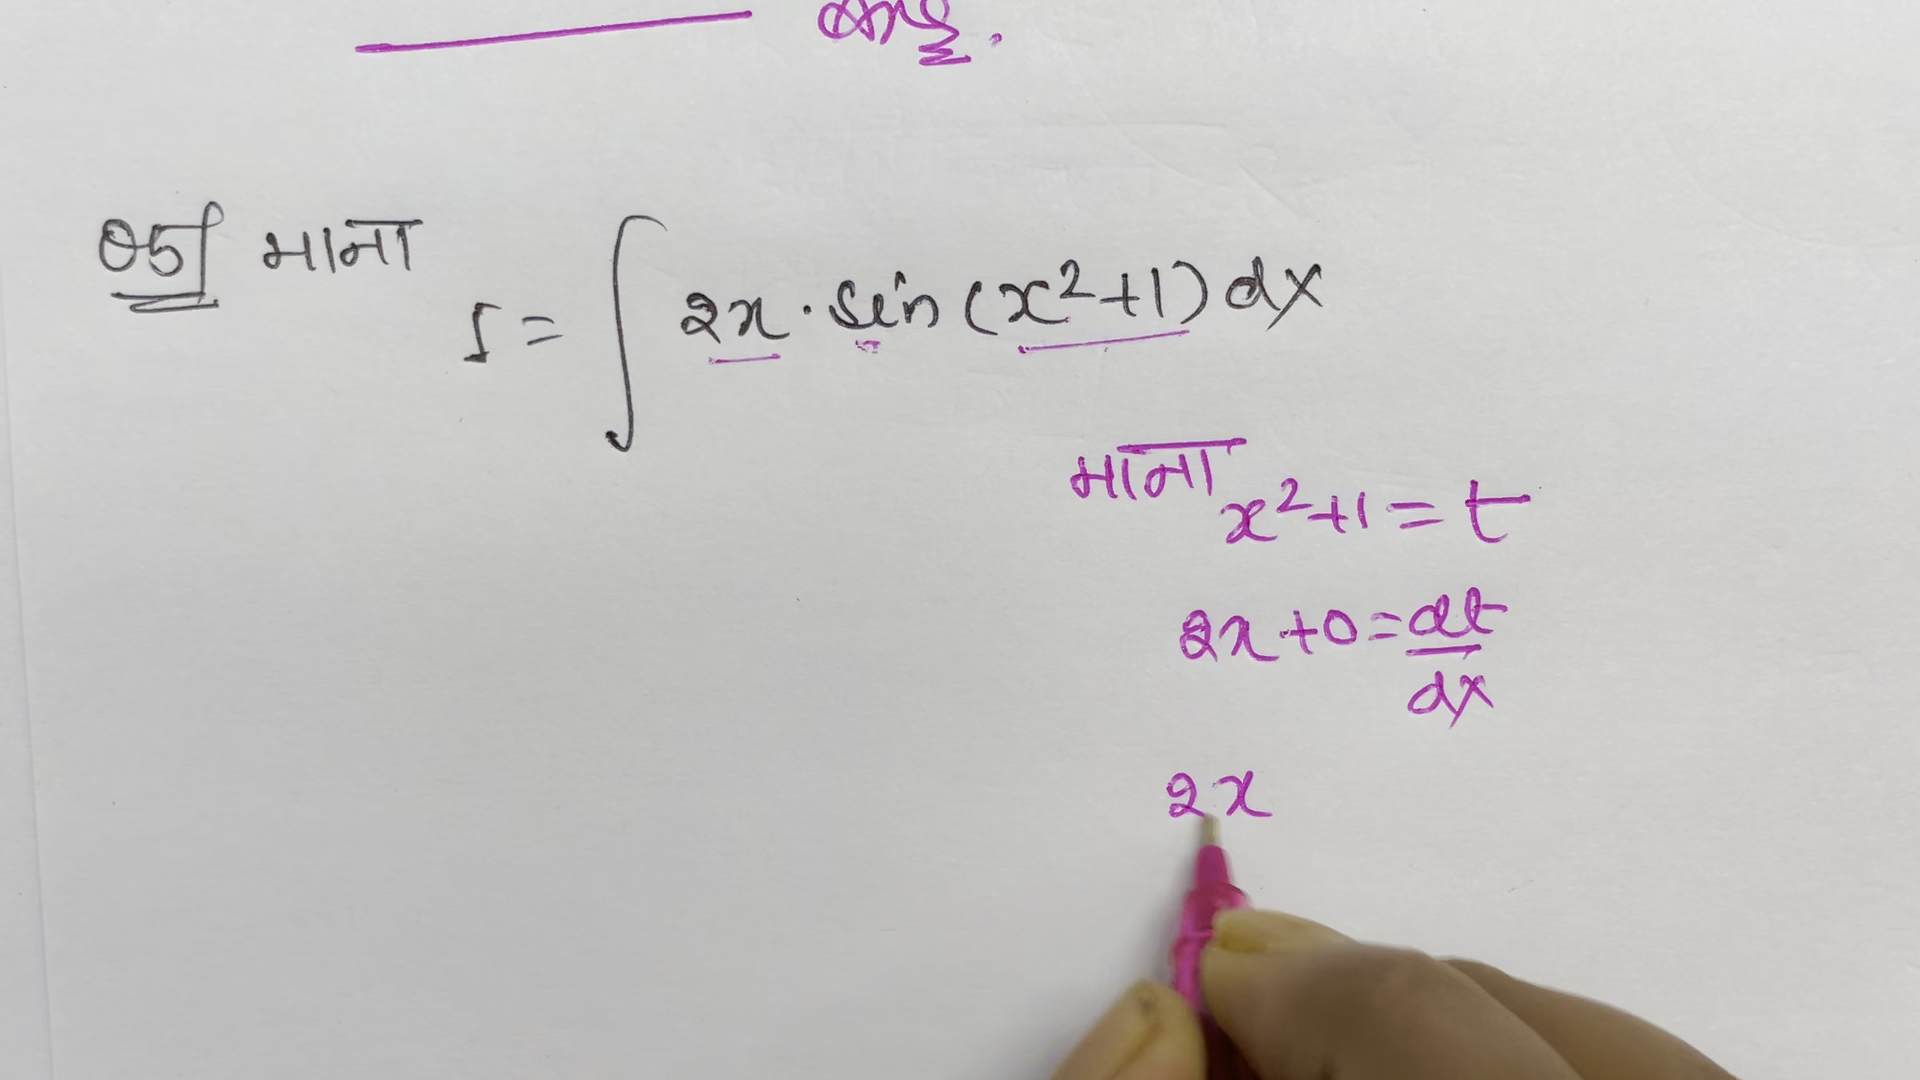 05] माना
I = ∫ 2x · sin (x²+1) dx
माना x²+1 = t
2x + 0 = dt/dx
2x